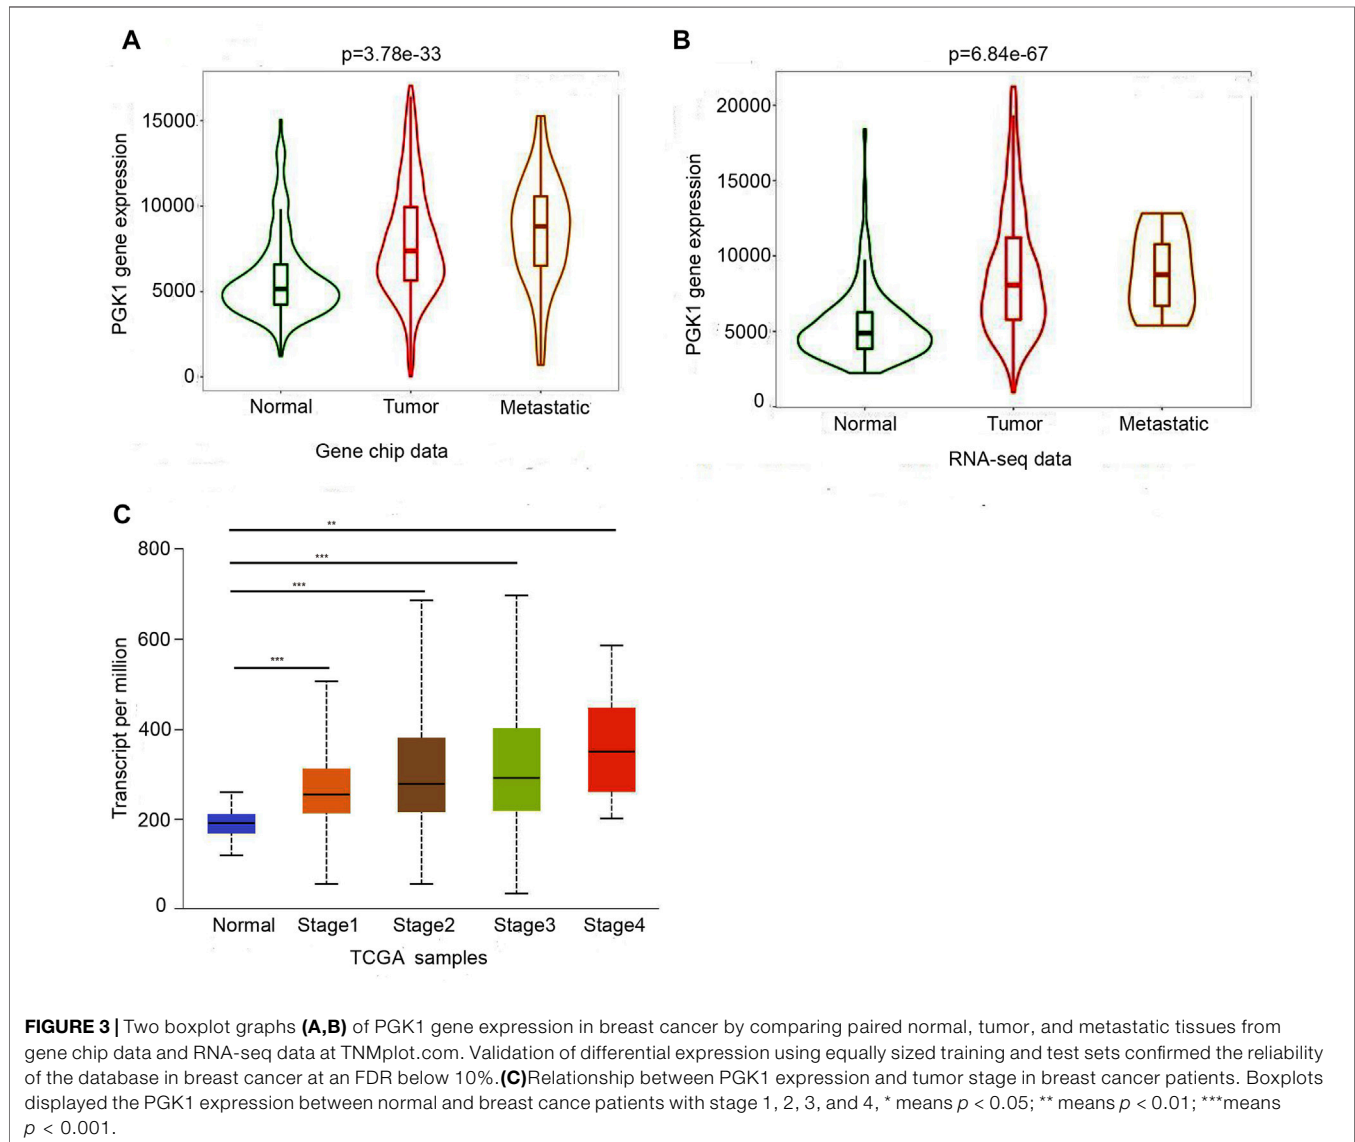 A
p=3.78e-33
PGK1 gene expression
15000
10000
5000
0
Normal Tumor Metastatic
Gene chip data
B
p=6.84e-67
PGK1 gene expression
20000
15000
10000
5000
0
Normal Tumor Metastatic
RNA-seq data
C
Transcript per million
800
600
400
200
0
**
***
***
***
Normal Stage1 Stage2 Stage3 Stage4
TCGA samples
FIGURE 3 | Two boxplot graphs (A,B) of PGK1 gene expression in breast cancer by comparing paired normal, tumor, and metastatic tissues from
gene chip data and RNA-seq data at TNMplot.com. Validation of differential expression using equally sized training and test sets confirmed the reliability
of the database in breast cancer at an FDR below 10%.(C)Relationship between PGK1 expression and tumor stage in breast cancer patients. Boxplots
displayed the PGK1 expression between normal and breast cance patients with stage 1, 2, 3, and 4, * means p < 0.05; ** means p < 0.01; ***means
p < 0.001.